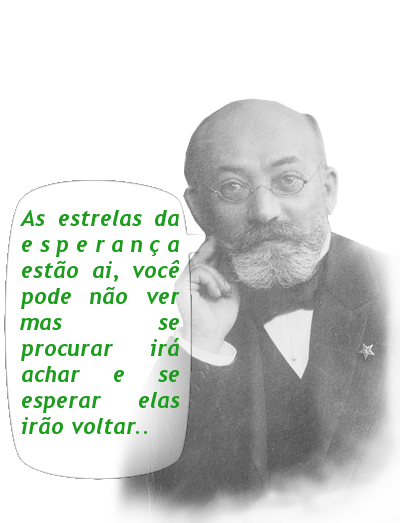 As estrelas da
esperança
estão ai, você
pode não ver
mas se
procurar irá
achar e se
esperar elas
irão voltar..